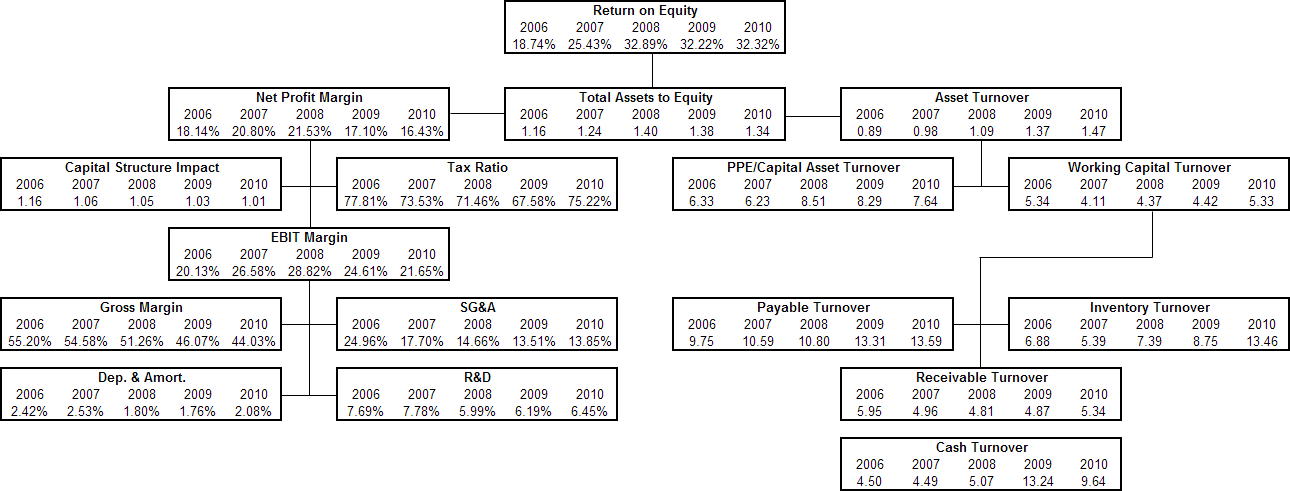 Return on Equity
2006 2007 2008 2009 2010
18.74% 25.43% 32.89% 32.22% 32.32%
Net Profit Margin
2006 2007 2008 2009 2010
18.14% 20.80% 21.53% 17.10% 16.43%
Total Assets to Equity
2006 2007 2008 2009 2010
1.16 1.24 1.40 1.38 1.34
Asset Turnover
2006 2007 2008 2009 2010
0.89 0.98 1.09 1.37 1.47
Capital Structure Impact
2006 2007 2008 2009 2010
1.16 1.06 1.05 1.03 1.01
Tax Ratio
2006 2007 2008 2009 2010
77.81% 73.53% 71.46% 67.58% 75.22%
PPE/Capital Asset Turnover
2006 2007 2008 2009 2010
6.33 6.23 8.51 8.29 7.64
Working Capital Turnover
2006 2007 2008 2009 2010
5.34 4.11 4.37 4.42 5.33
EBIT Margin
2006 2007 2008 2009 2010
20.13% 26.58% 28.82% 24.61% 21.65%
Gross Margin
2006 2007 2008 2009 2010
55.20% 54.58% 51.26% 46.07% 44.03%
SG&A
2006 2007 2008 2009 2010
24.96% 17.70% 14.66% 13.51% 13.85%
Payable Turnover
2006 2007 2008 2009 2010
9.75 10.59 10.80 13.31 13.59
Inventory Turnover
2006 2007 2008 2009 2010
6.88 5.39 7.39 8.75 13.46
Dep. & Amort.
2006 2007 2008 2009 2010
2.42% 2.53% 1.80% 1.76% 2.08%
R&D
2006 2007 2008 2009 2010
7.69% 7.78% 5.99% 6.19% 6.45%
Receivable Turnover
2006 2007 2008 2009 2010
5.95 4.96 4.81 4.87 5.34
Cash Turnover
2006 2007 2008 2009 2010
4.50 4.49 5.07 13.24 9.64